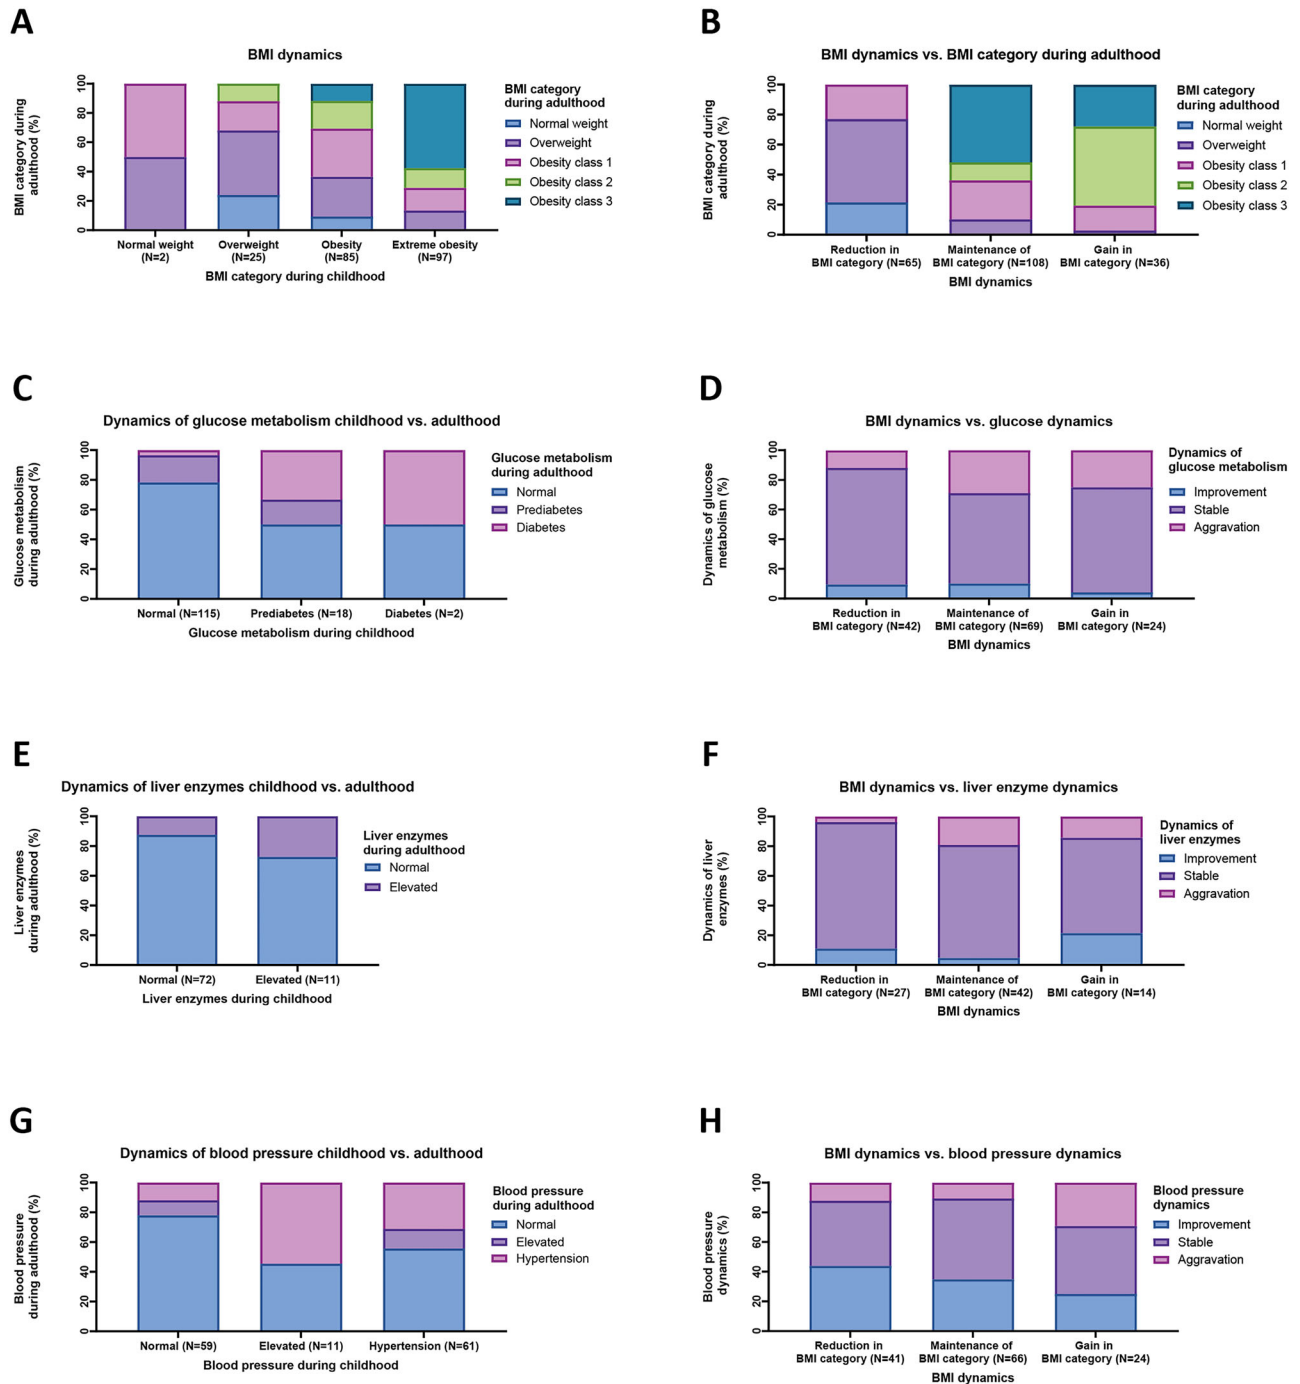 A
BMI dynamics
BMI category during
adulthood (%)
0 20 40 60 80 100
Normal weight
(N=2)
Overweight
(N=25)
Obesity
(N=85)
Extreme obesity
(N=97)
BMI category during childhood
BMI category
during adulthood
Normal weight
Overweight
Obesity class 1
Obesity class 2
Obesity class 3
B
BMI dynamics vs. BMI category during adulthood
BMI category during
adulthood (%)
0 20 40 60 80 100
Reduction in
BMI category (N=65)
Maintenance of
BMI category (N=108)
Gain in
BMI category (N=36)
BMI dynamics
BMI category
during adulthood
Normal weight
Overweight
Obesity class 1
Obesity class 2
Obesity class 3
C
Dynamics of glucose metabolism childhood vs. adulthood
Glucose metabolism
during adulthood (%)
0 20 40 60 80 100
Normal (N=115)
Prediabetes (N=18)
Diabetes (N=2)
Glucose metabolism during childhood
Glucose metabolism
during adulthood
Normal
Prediabetes
Diabetes
D
BMI dynamics vs. glucose dynamics
Dynamics of glucose
metabolism (%)
0 20 40 60 80 100
Reduction in
BMI category (N=42)
Maintenance of
BMI category (N=69)
Gain in
BMI category (N=24)
BMI dynamics
Dynamics of
glucose metabolism
Improvement
Stable
Aggravation
E
Dynamics of liver enzymes childhood vs. adulthood
Liver enzymes
during adulthood (%)
0 20 40 60 80 100
Normal (N=72)
Elevated (N=11)
Liver enzymes during childhood
Liver enzymes
during adulthood
Normal
Elevated
F
BMI dynamics vs. liver enzyme dynamics
Dynamics of liver
enzymes (%)
0 20 40 60 80 100
Reduction in
BMI category (N=27)
Maintenance of
BMI category (N=42)
Gain in
BMI category (N=14)
BMI dynamics
Dynamics of
liver enzymes
Improvement
Stable
Aggravation
G
Dynamics of blood pressure childhood vs. adulthood
Blood pressure
during adulthood (%)
0 20 40 60 80 100
Normal (N=59)
Elevated (N=11)
Hypertension (N=61)
Blood pressure during childhood
Blood pressure
during adulthood
Normal
Elevated
Hypertension
H
BMI dynamics vs. blood pressure dynamics
Blood pressure
dynamics (%)
0 20 40 60 80 100
Reduction in
BMI category (N=41)
Maintenance of
BMI category (N=66)
Gain in
BMI category (N=24)
BMI dynamics
Blood pressure
dynamics
Improvement
Stable
Aggravation